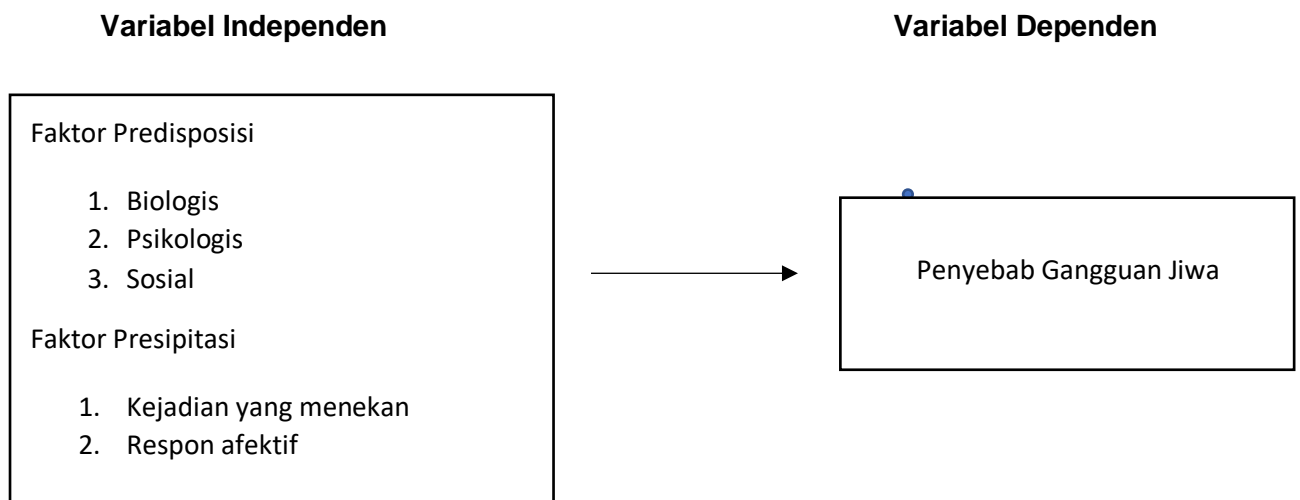 Variabel Independen
Variabel Dependen
Faktor Predisposisi
1. Biologis
2. Psikologis
3. Sosial
Faktor Presipitasi
1. Kejadian yang menekan
2. Respon afektif
Penyebab Gangguan Jiwa